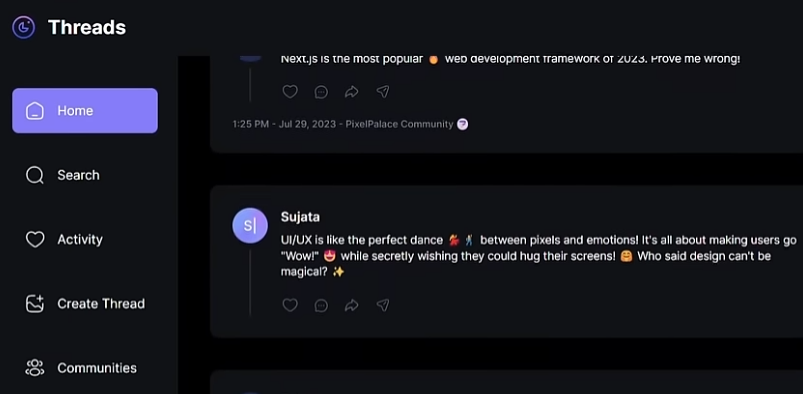 Threads
Home
Search
Activity
Create Thread
Communities
Next.js is the most popular 🔥 web development framework of 2023. Prove me wrong!
1:25 PM - Jul 29, 2023 - PixelPalace Community
S
Sujata
UI/UX is like the perfect dance 💃🕺 between pixels and emotions! It's all about making users go
"Wow!" 😍 while secretly wishing they could hug their screens! 🤗 Who said design can't be
magical? ✨